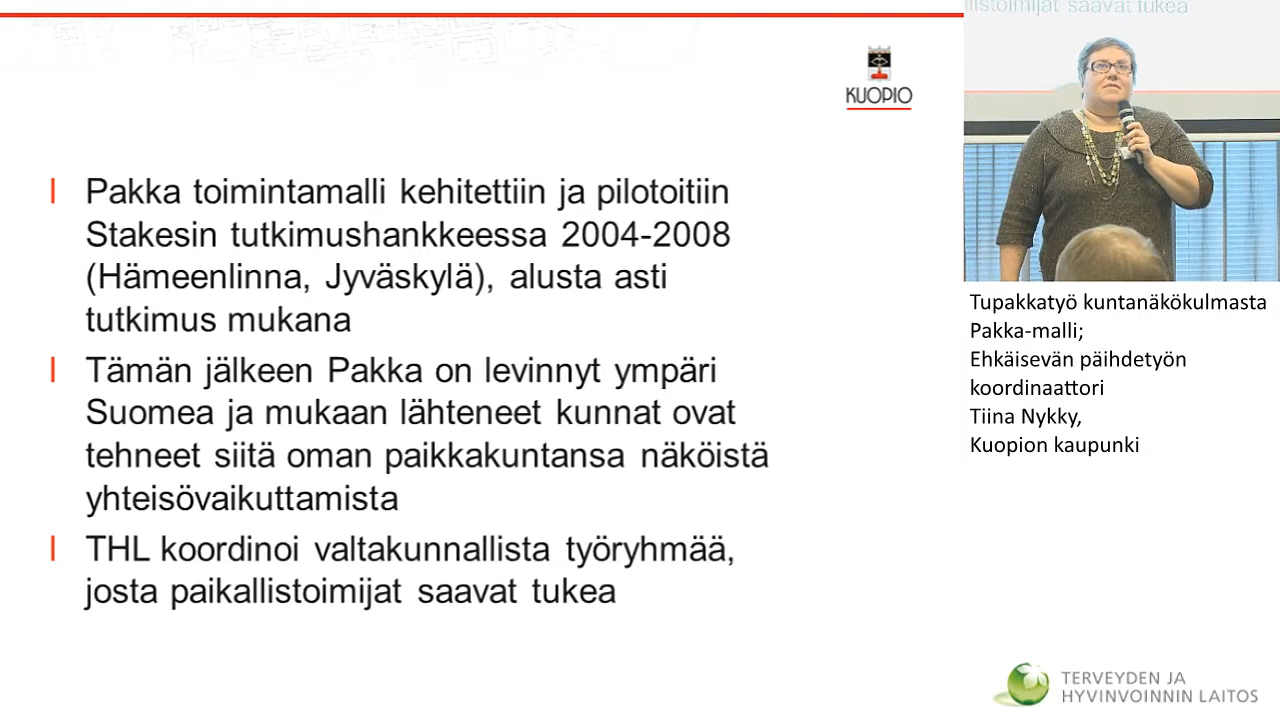 KUOPIO
Pakka toimintamalli kehitettiin ja pilotoitiin
Stakesin tutkimushankkeessa 2004-2008
(Hämeenlinna, Jyväskylä), alusta asti
tutkimus mukana
Tämän jälkeen Pakka on levinnyt ympäri
Suomea ja mukaan lähteneet kunnat ovat
tehneet siitä oman paikkakuntansa näköistä
yhteisövaikuttamista
THL koordinoi valtakunnallista työryhmää,
josta paikallistoimijat saavat tukea
llistoimijat saavat tukea
Tupakkatyö kuntanäkökulmasta
Pakka-malli;
Ehkäisevän päihdetyön
koordinaattori
Tiina Nykky,
Kuopion kaupunki
TERVEYDEN JA
HYVINVOINNIN LAITOS